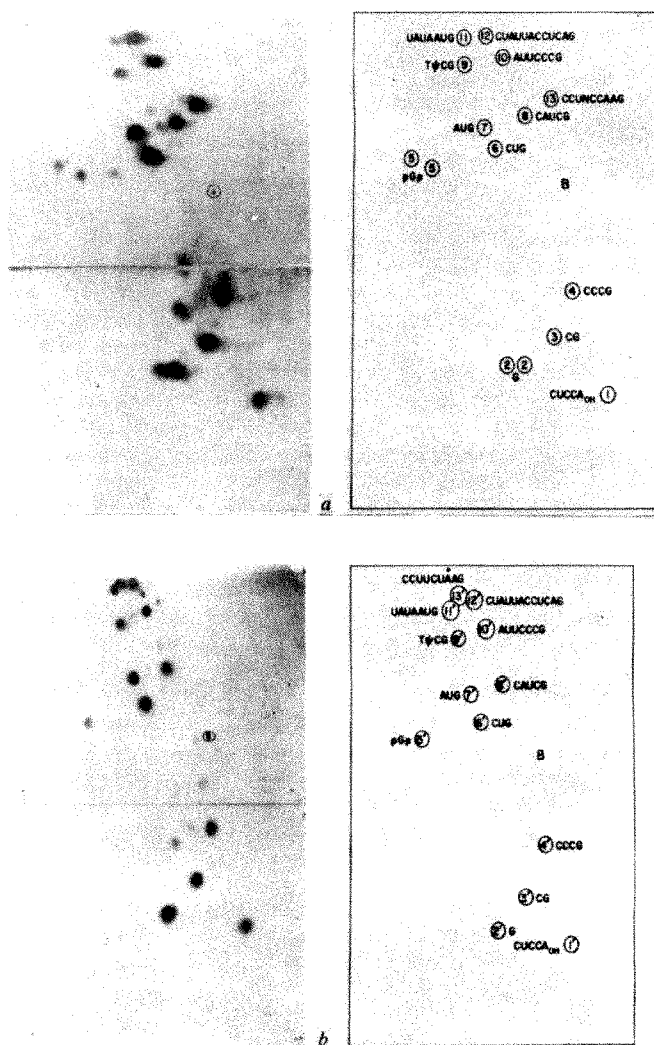 UAUAAUG 11 12 CUAUUACCUCAG
TψCG 9 10 AUUCCCG
13 CCUNCCAAG
8 CAUCG
AUG 7
6 CUG
5 5
pGp
B
4 CCCG
3 CG
2 2
G
CUCCA_OH 1
a
CCUUCUAAG
13' 12' CUAUUACCUCAG
UAUAAUG 11'
10' AUUCCCG
TψCG 9'
8' CAUCG
AUG 7'
6' CUG
pGp 5'
B
4' CCCG
3' CG
2' G
CUCCA_OH 1'
b